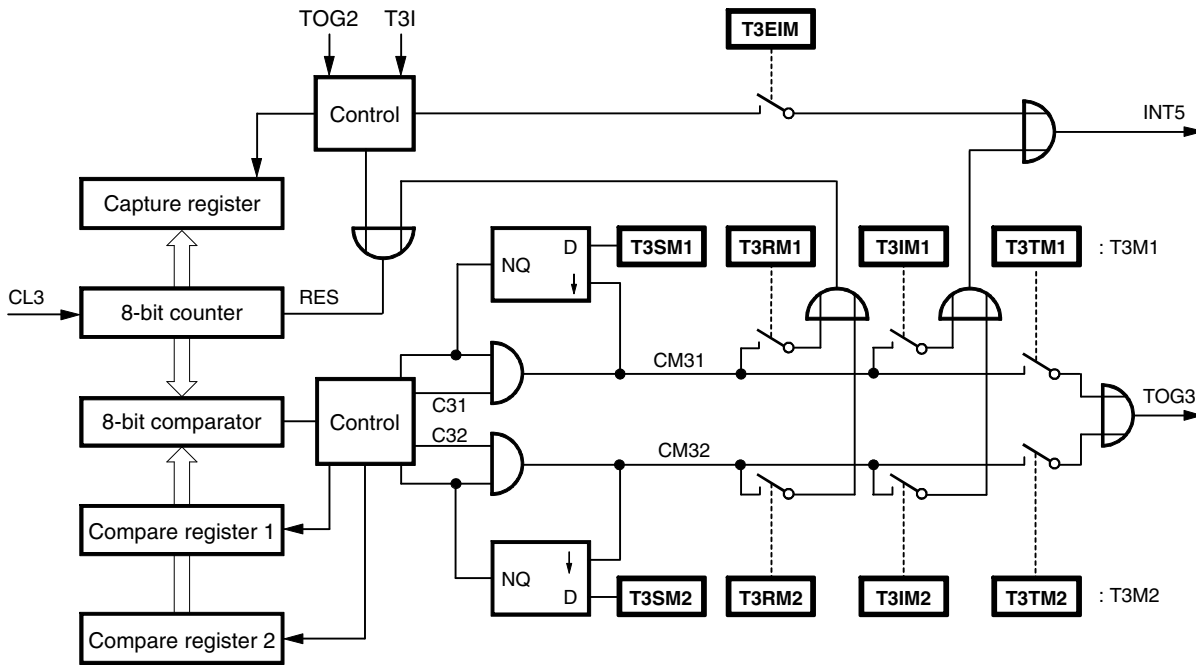 TOG2 T3I
T3EIM
Control
INT5
Capture register
T3SM1 T3RM1 T3IM1 T3TM1 : T3M1
D
NQ
CL3 8-bit counter RES
CM31
8-bit comparator Control C31
C32
TOG3
CM32
Compare register 1
NQ
D
T3SM2 T3RM2 T3IM2 T3TM2 : T3M2
Compare register 2